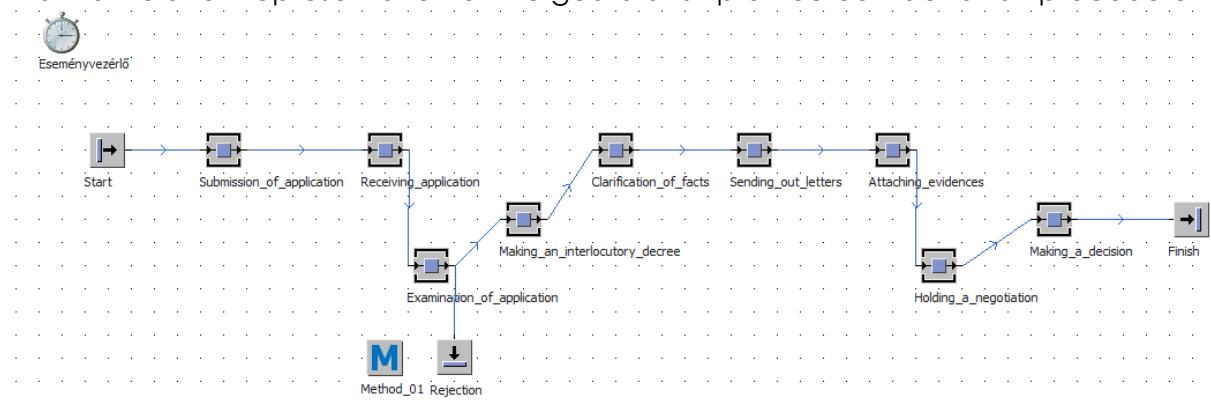 Eseményvezérlő
Start
Submission_of_application
Receiving_application
Clarification_of_facts
Sending_out_letters
Attaching_evidences
Making_an_interlocutory_decree
Making_a_decision
Finish
Examination_of_application
Holding_a_negotiation
M
Method_01
Rejection